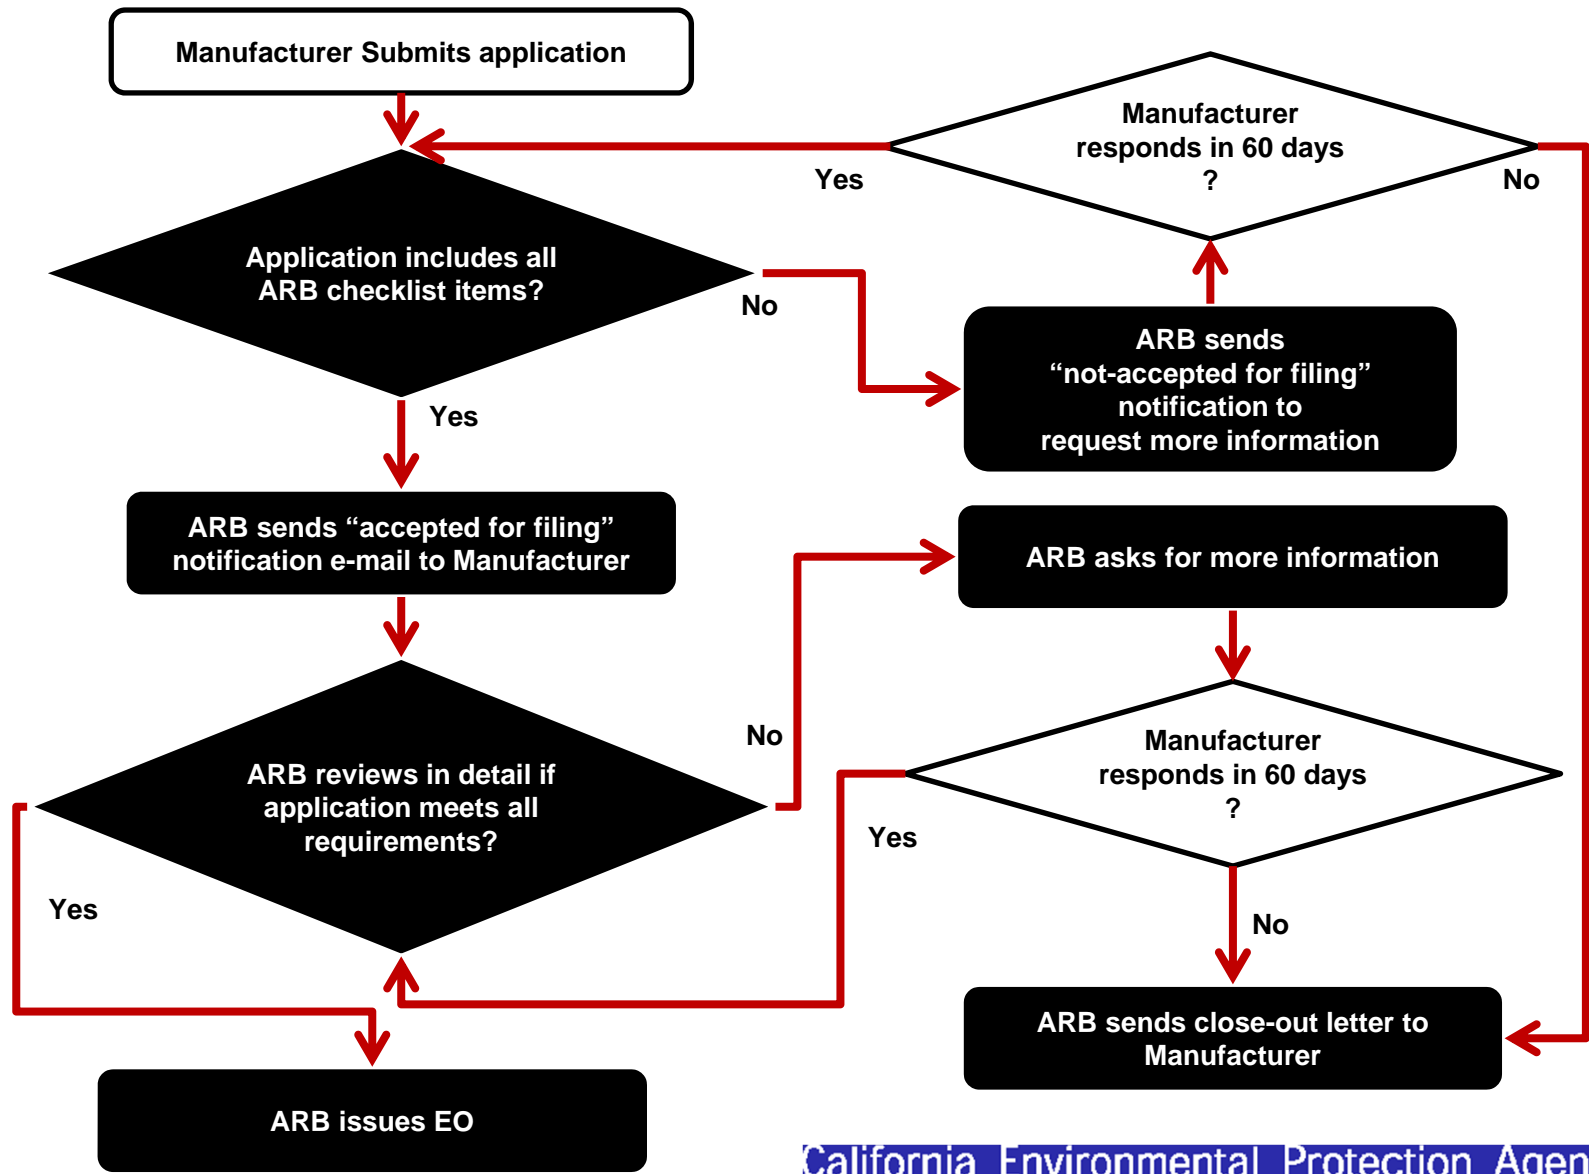 Manufacturer Submits application
Manufacturer
responds in 60 days
?
Yes
No
Application includes all
ARB checklist items?
No
Yes
ARB sends
“not-accepted for filing”
notification to
request more information
ARB sends “accepted for filing”
notification e-mail to Manufacturer
ARB asks for more information
No
ARB reviews in detail if
application meets all
requirements?
Manufacturer
responds in 60 days
?
Yes
Yes
No
ARB sends close-out letter to
Manufacturer
ARB issues EO
California Environmental Protection Agen